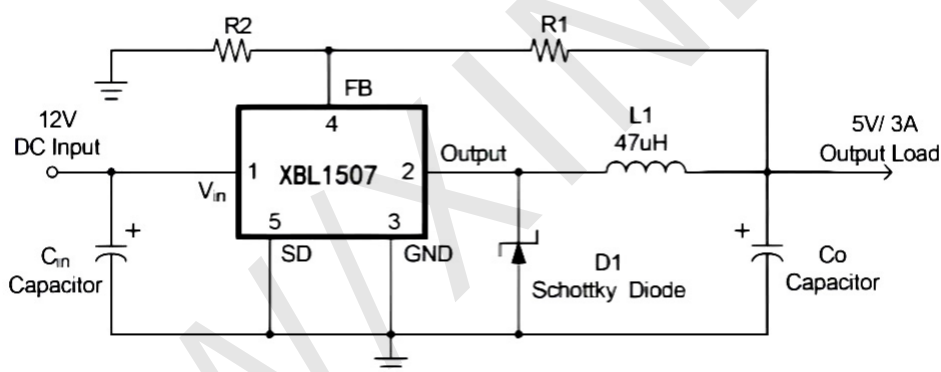 R2
R1
FB
4
12V
DC Input
L1
47uH
5V/ 3A
Output Load
1
XBL1507
2
Output
Vin
5
3
SD
GND
+
Cin
Capacitor
D1
Schottky Diode
+
Co
Capacitor